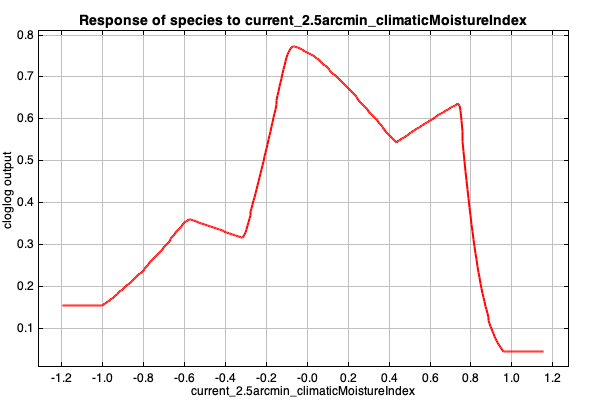 Response of species to current_2.5arcmin_climaticMoistureIndex
0.8
0.7
0.6
0.5
0.4
0.3
0.2
0.1
cloglog output
-1.2 -1.0 -0.8 -0.6 -0.4 -0.2 0.0 0.2 0.4 0.6 0.8 1.0 1.2
current_2.5arcmin_climaticMoistureIndex